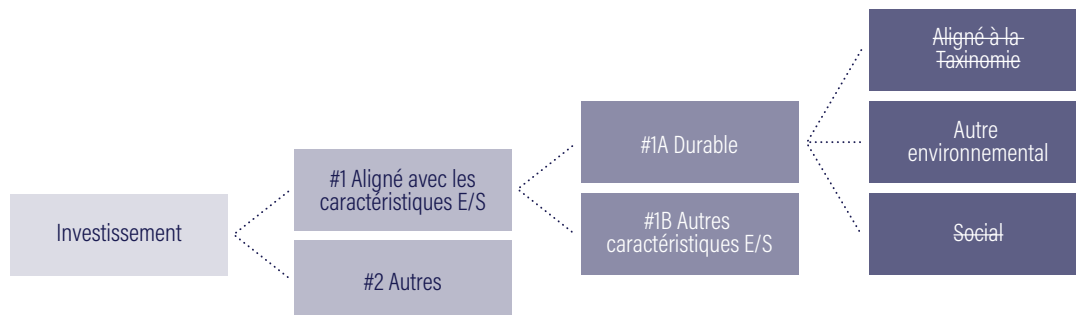 Investissement
#1 Aligné avec les
caractéristiques E/S
#2 Autres
#1A Durable
#1B Autres
caractéristiques E/S
Aligné à la
Taxinomie
Autre
environnemental
Social